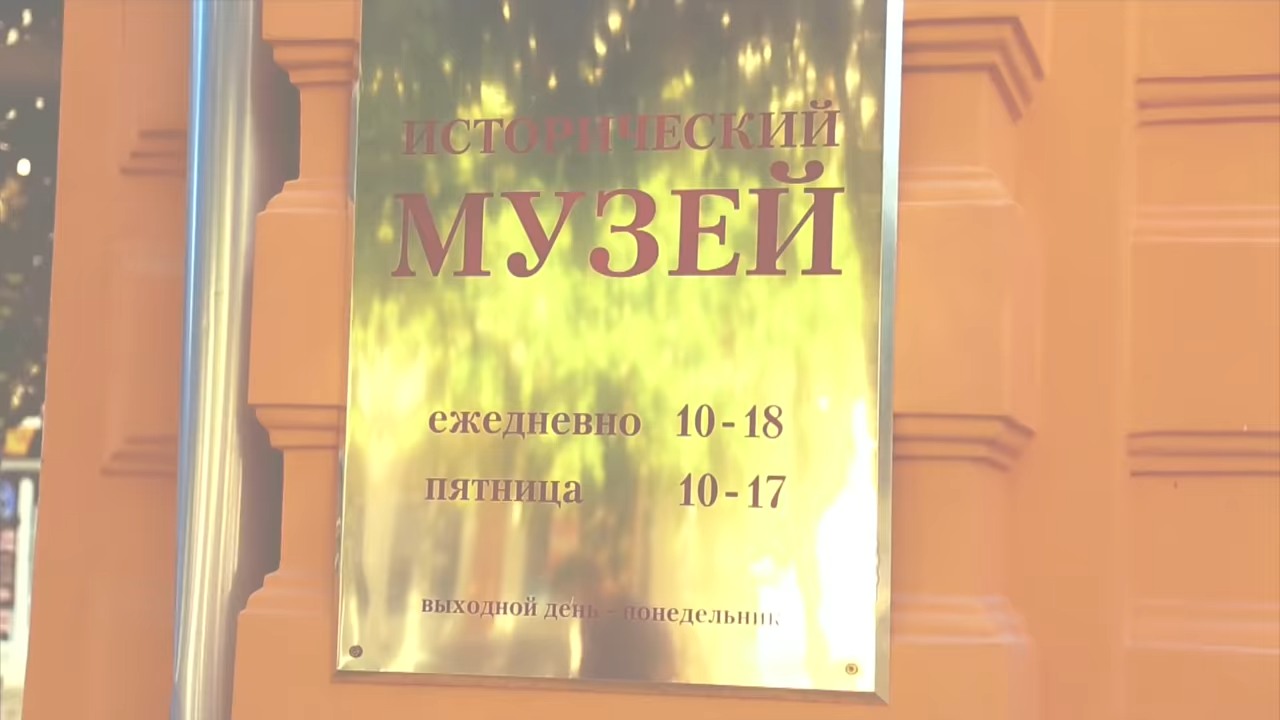 ИСТОРИЧЕСКИЙ
МУЗЕЙ
ежедневно 10-18
пятница 10-17
выходной день - понедельник